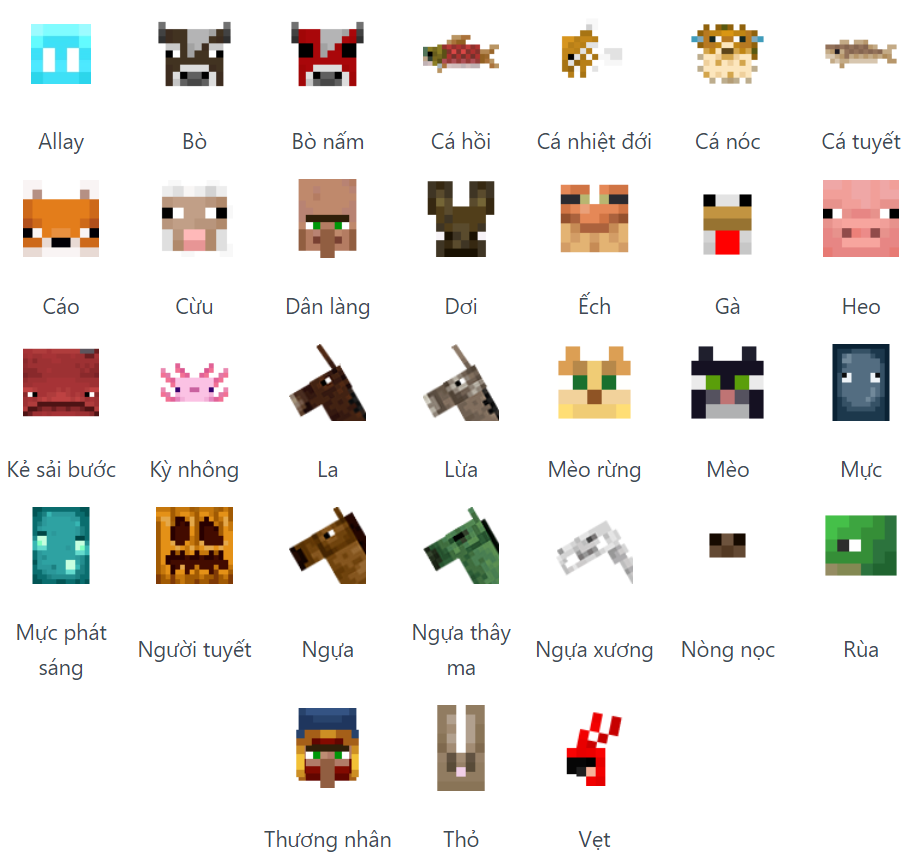 Allay
Bò
Bò nấm
Cá hồi
Cá nhiệt đới
Cá nóc
Cá tuyết
Cáo
Cừu
Dân làng
Dơi
Ếch
Gà
Heo
Kẻ sải bước
Kỳ nhông
La
Lừa
Mèo rừng
Mèo
Mực
Mực phát
sáng
Người tuyết
Ngựa
Ngựa thây
ma
Ngựa xương
Nòng nọc
Rùa
Thương nhân
Thỏ
Vẹt